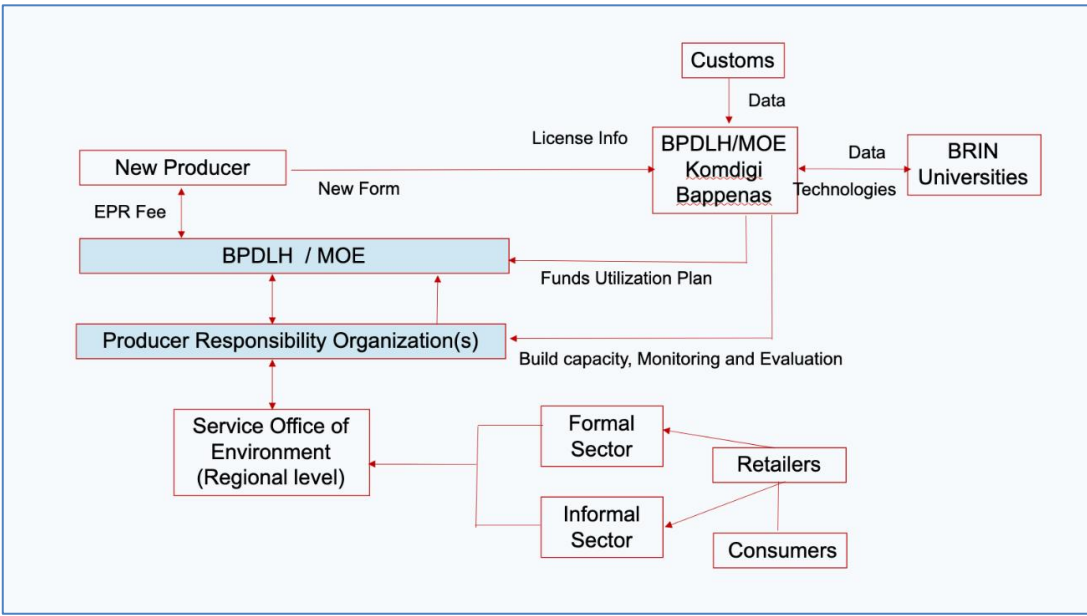 Customs
Data
License Info
BPDLH/MOE
Komdigi
Bappenas
Data
Technologies
BRIN
Universities
New Producer
New Form
EPR Fee
BPDLH / MOE
Funds Utilization Plan
Producer Responsibility Organization(s)
Build capacity, Monitoring and Evaluation
Service Office of
Environment
(Regional level)
Formal
Sector
Retailers
Informal
Sector
Consumers